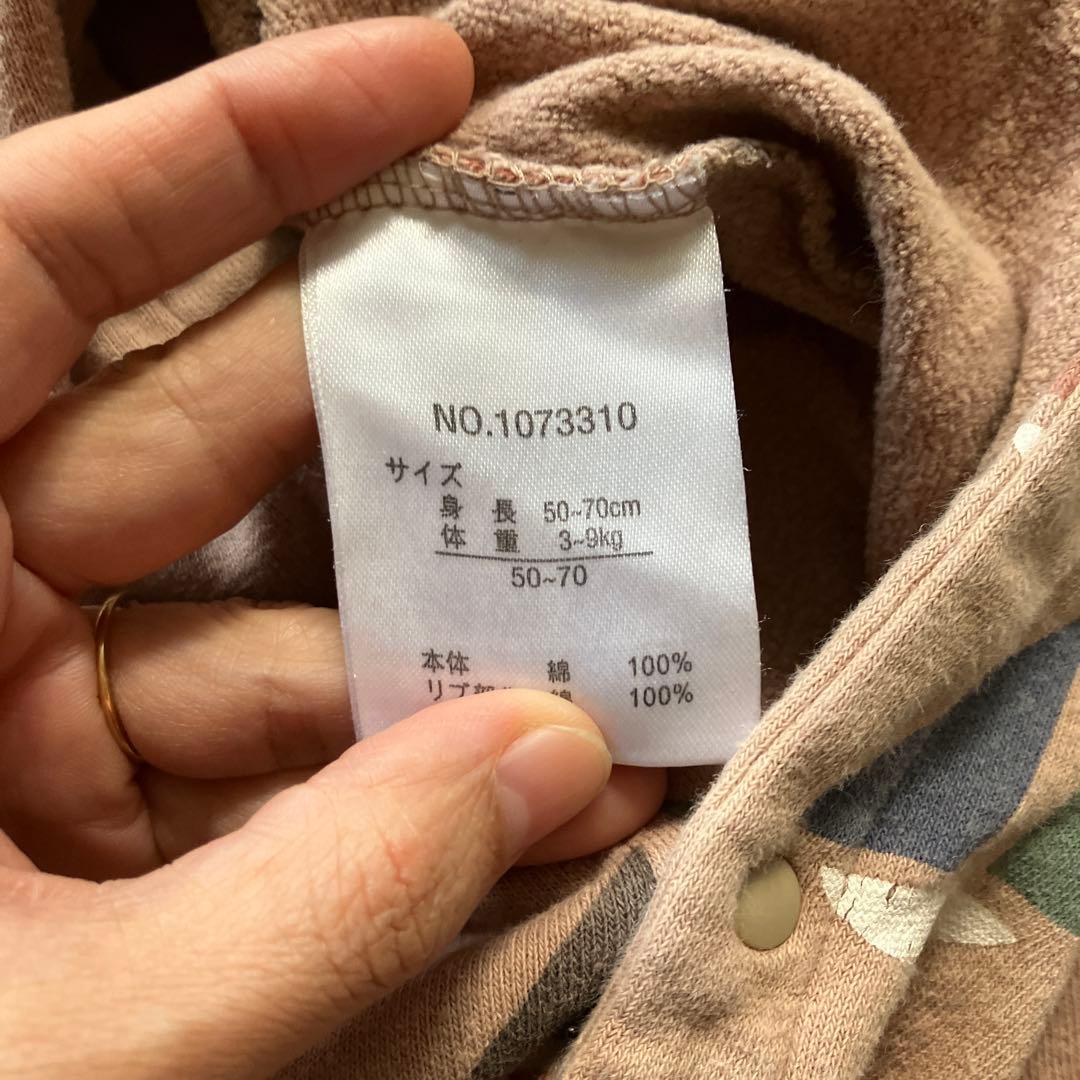 NO.1073310
サイズ
身 長 50~70cm
体 重 3~9kg
50~70
本体 綿 100%
リブ 綿 100%